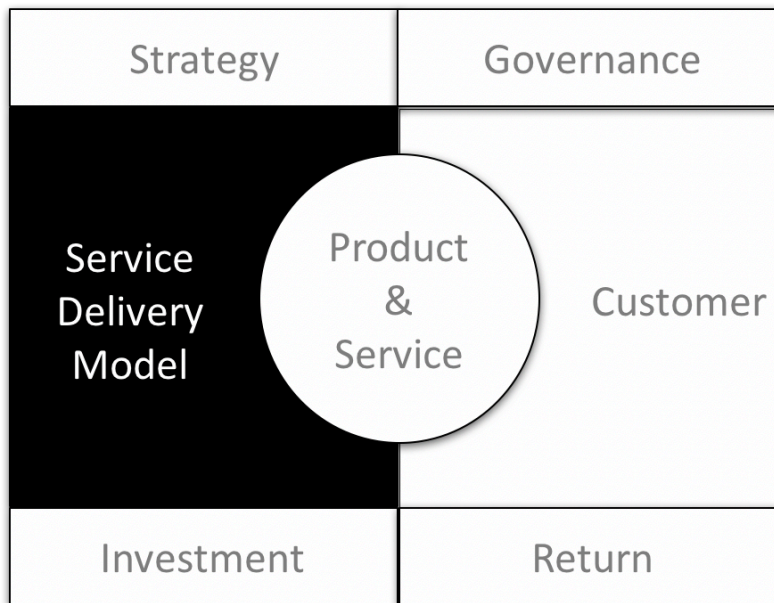 Strategy
Governance
Service
Delivery
Model
Product
&
Service
Customer
Investment
Return